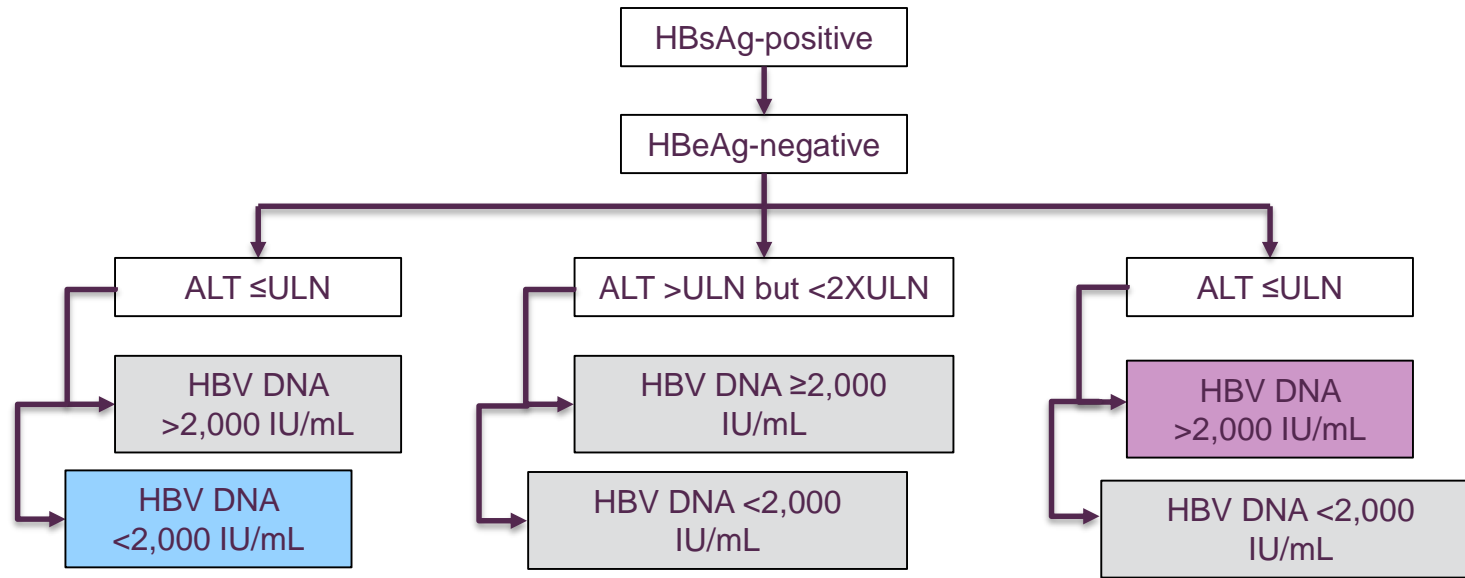 HBsAg-positive
HBeAg-negative
ALT ≤ULN
ALT >ULN but <2XULN
ALT ≤ULN
HBV DNA
>2,000 IU/mL
HBV DNA ≥2,000
IU/mL
HBV DNA
>2,000 IU/mL
HBV DNA
<2,000 IU/mL
HBV DNA <2,000
IU/mL
HBV DNA <2,000
IU/mL